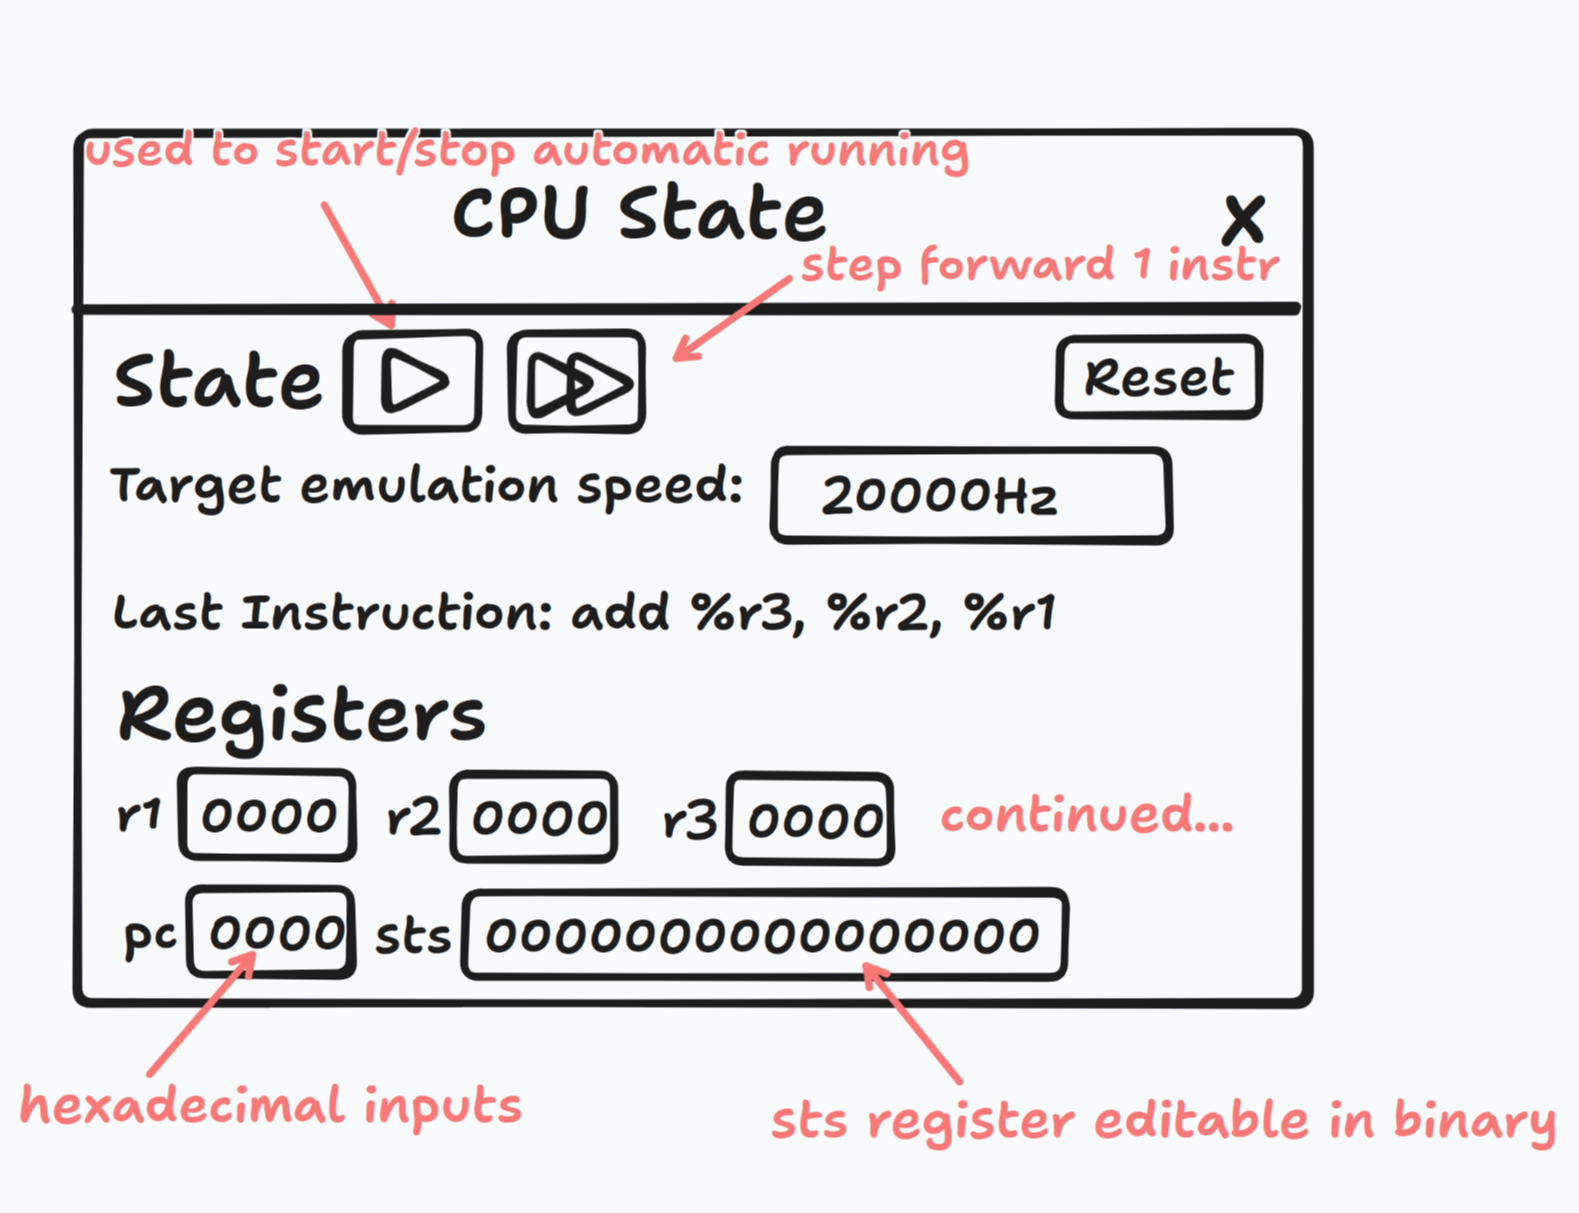 used to start/stop automatic running
CPU State
X
step forward 1 instr
State
Reset
Target emulation speed: 20000Hz
Last Instruction: add %r3, %r2, %r1
Registers
r1 0000 r2 0000 r3 0000 continued...
pc 0000 sts 0000000000000000
hexadecimal inputs
sts register editable in binary